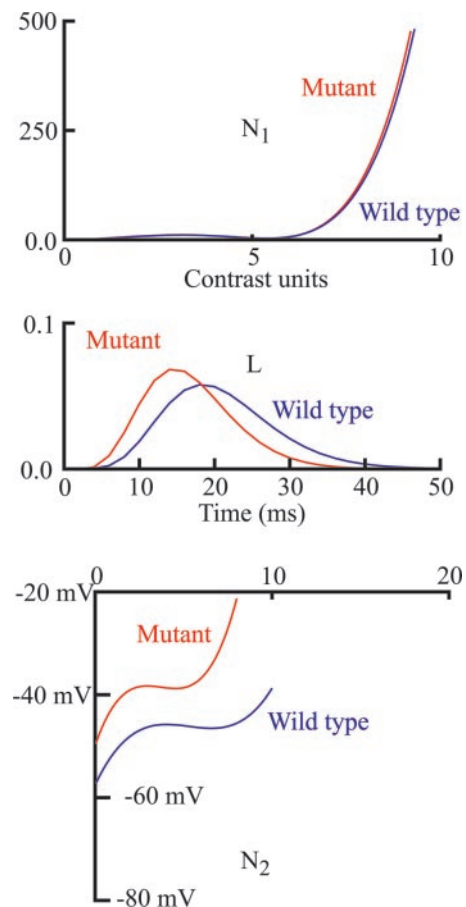 500
Mutant
250
N1
Wild type
0.0
0
5
10
Contrast units
0.1
Mutant
L
Wild type
0.0
0 10 20 30 40 50
Time (ms)
0 10 20
-20 mV
Mutant
-40 mV
Wild type
-60 mV
N2
-80 mV